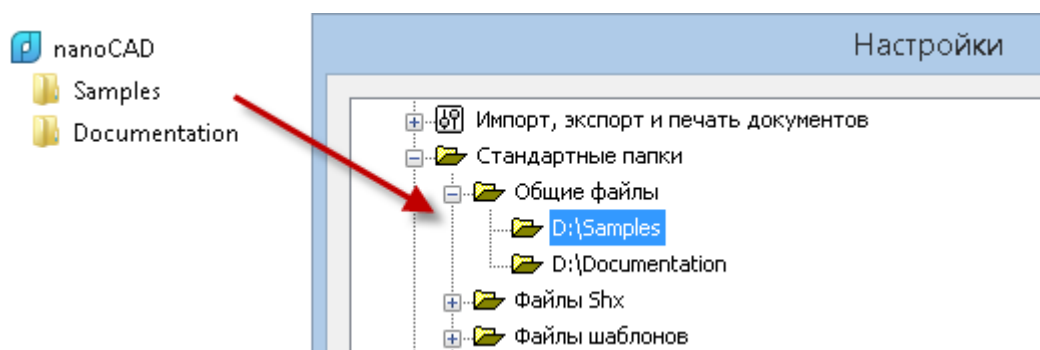 nanoCAD
Samples
Documentation
Настройки
Импорт, экспорт и печать документов
Стандартные папки
Общие файлы
D:\Samples
D:\Documentation
Файлы Shx
Файлы шаблонов